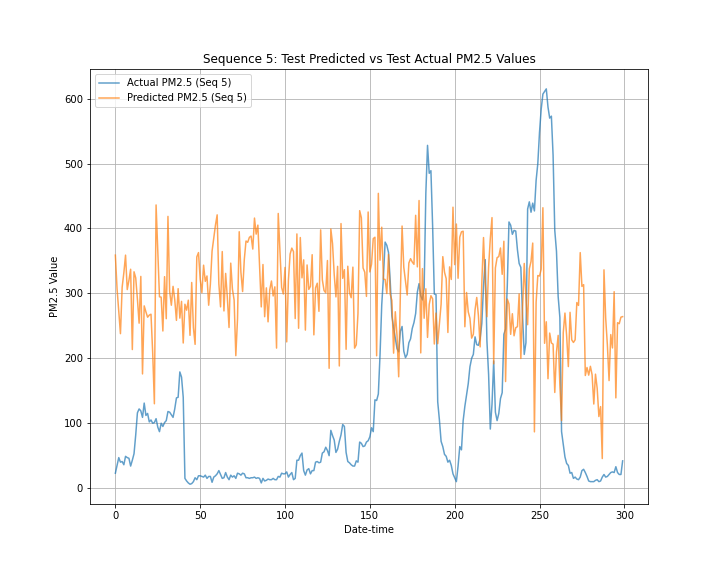 Sequence 5: Test Predicted vs Test Actual PM2.5 Values
Actual PM2.5 (Seq 5)
Predicted PM2.5 (Seq 5)
PM2.5 Value
600
500
400
300
200
100
0
0 50 100 150 200 250 300
Date-time